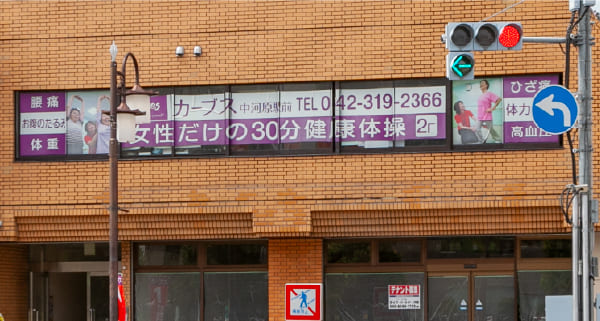 腰痛
お腹のたるみ
体重
カーブス 中河原駅前 TEL 042-319-2366
女性だけの30分健康体操 2F
ひざ痛
体力
高血圧
テナント募集